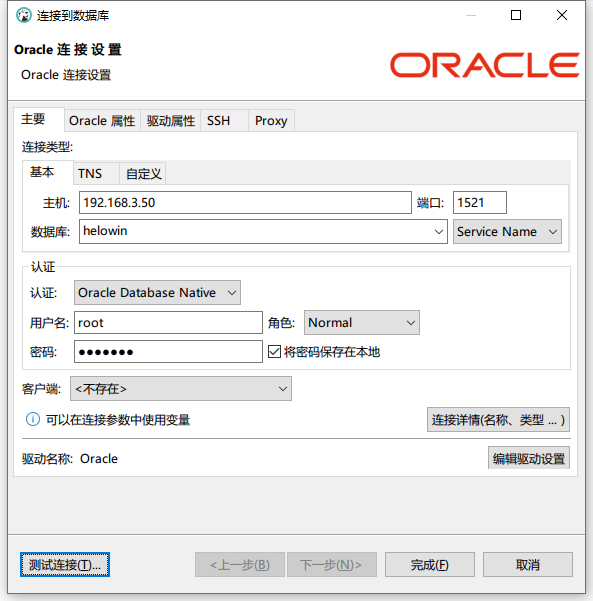 连接到数据库
Oracle 连接设置
Oracle 连接设置
ORACLE
主要 Oracle 属性 驱动属性 SSH Proxy
连接类型:
基本 TNS 自定义
主机: 192.168.3.50 端口: 1521
数据库: helowin Service Name
认证
认证: Oracle Database Native
用户名: root 角色: Normal
密码: ●●●●●●● 将密码保存在本地
客户端: <不存在>
可以在连接参数中使用变量 连接详情(名称、类型 ... )
驱动名称: Oracle 编辑驱动设置
测试连接(T)... <上一步(B) 下一步(N)> 完成(F) 取消